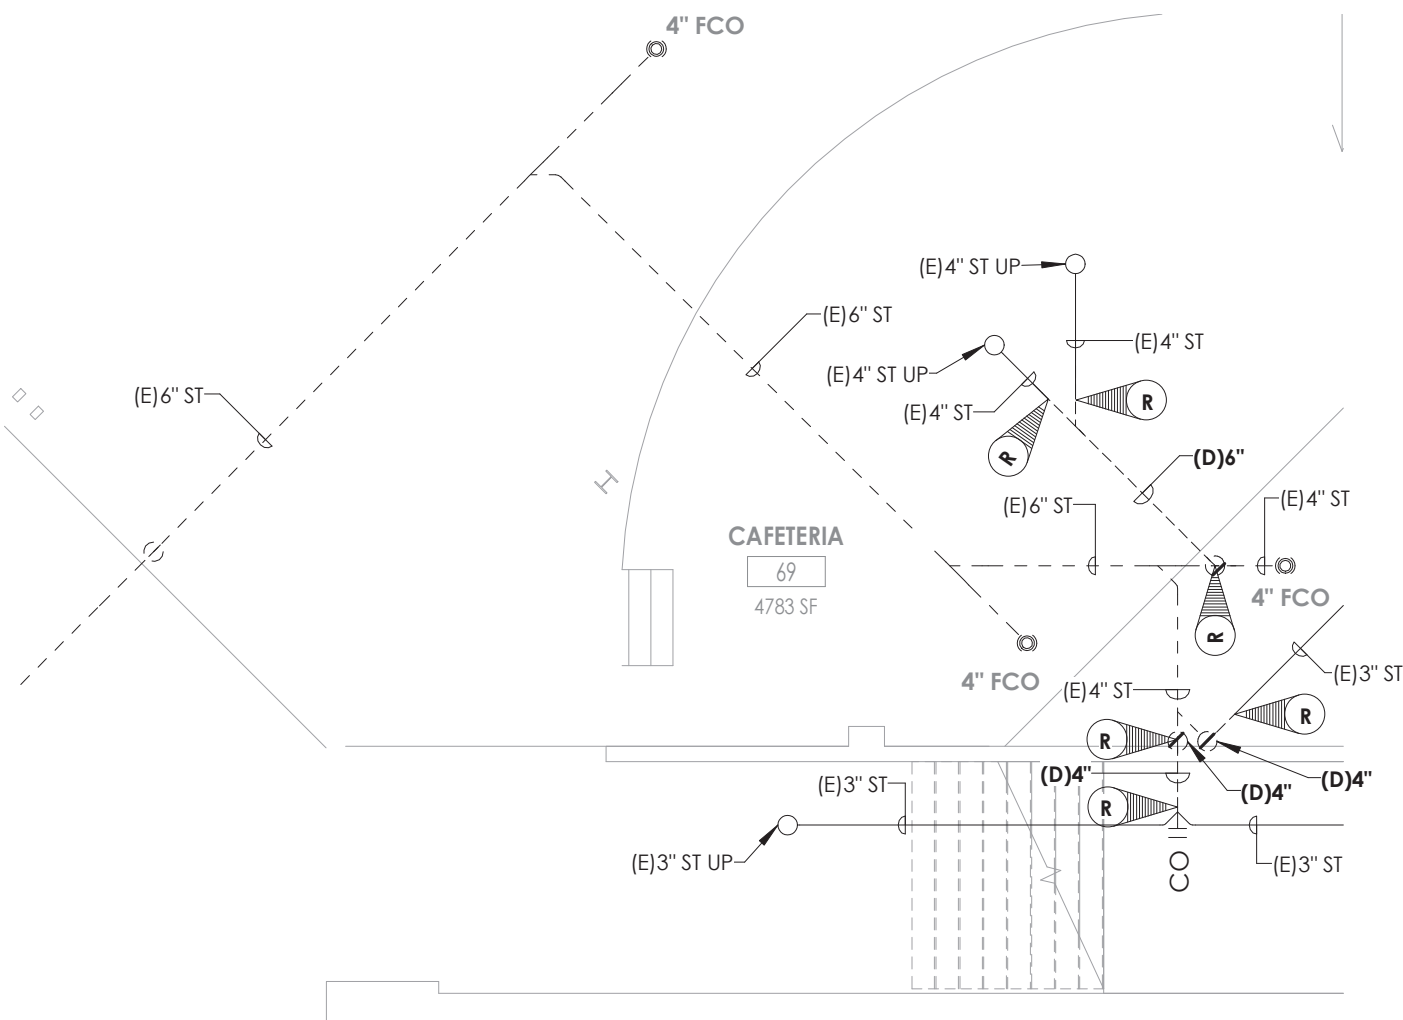 4" FCO
(E)4" ST UP
(E)6" ST
(E)4" ST
(E)4" ST UP
(E)6" ST
(E)4" ST
R
R
(D)6"
(E)6" ST
(E)4" ST
CAFETERIA
69
4783 SF
4" FCO
R
4" FCO
(E)4" ST
(E)3" ST
R
R
(D)4"
(D)4"
(D)4"
(E)3" ST
R
(E)3" ST UP
CO
(E)3" ST